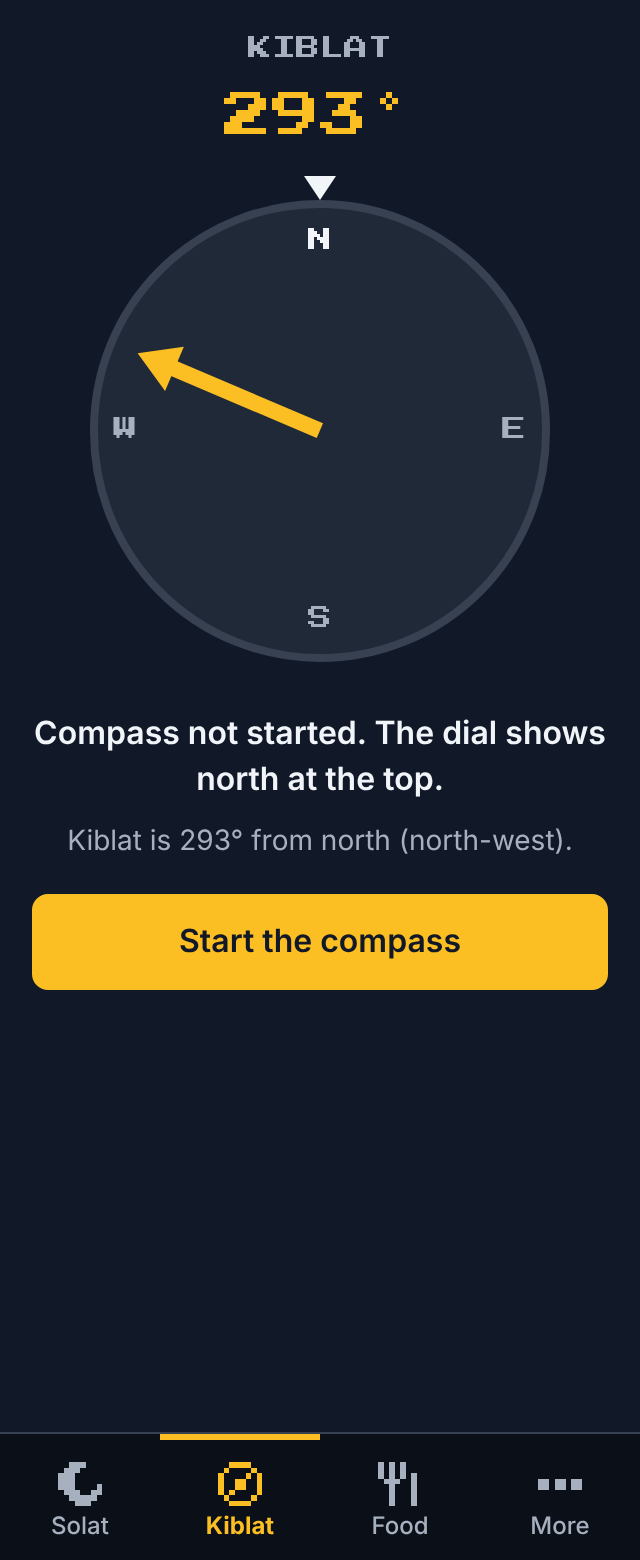 KIBLAT
293°
N
W
E
S
Compass not started. The dial shows
north at the top.
Kiblat is 293° from north (north-west).
Start the compass
Solat
Kiblat
Food
More